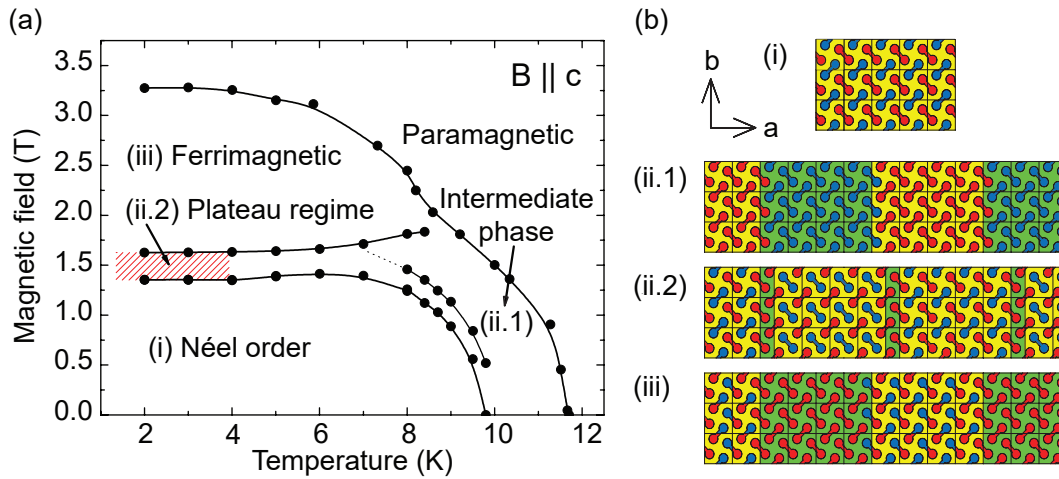 (a)
Magnetic field (T)
3.5
3.0
2.5
2.0
1.5
1.0
0.5
0.0
B || c
Paramagnetic
(iii) Ferrimagnetic
(ii.2) Plateau regime
Intermediate
phase
(ii.1)
(i) Néel order
2 4 6 8 10 12
Temperature (K)
(b)
b
a
(i)
(ii.1)
(ii.2)
(iii)